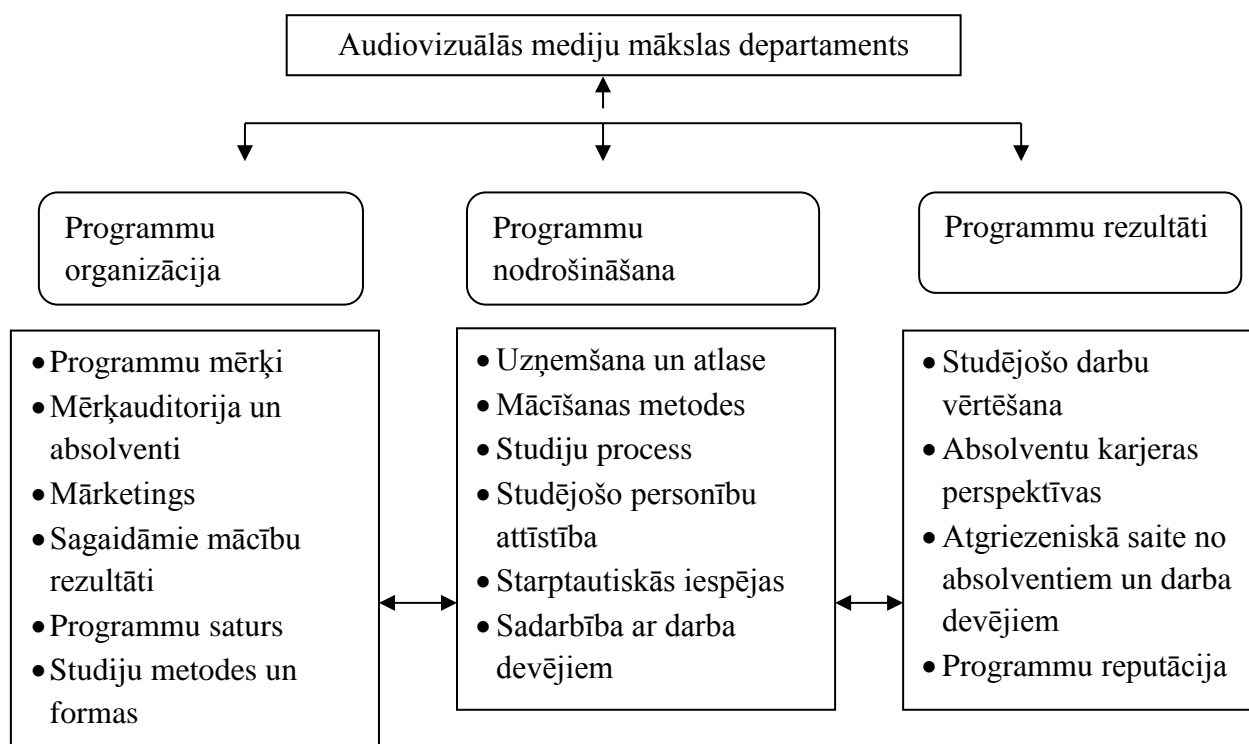 Audiovizuālās mediju mākslas departaments
Programmu
organizācija
Programmu
nodrošināšana
Programmu rezultāti
• Programmu mērķi
• Mērķauditorija un
absolventi
• Mārketings
• Sagaidāmie mācību
rezultāti
• Programmu saturs
• Studiju metodes un
formas
• Uzņemšana un atlase
• Mācīšanas metodes
• Studiju process
• Studējošo personību
attīstība
• Starptautiskās iespējas
• Sadarbība ar darba
devējiem
• Studējošo darbu
vērtēšana
• Absolventu karjeras
perspektīvas
• Atgriezeniskā saite no
absolventiem un darba
devējiem
• Programmu reputācija